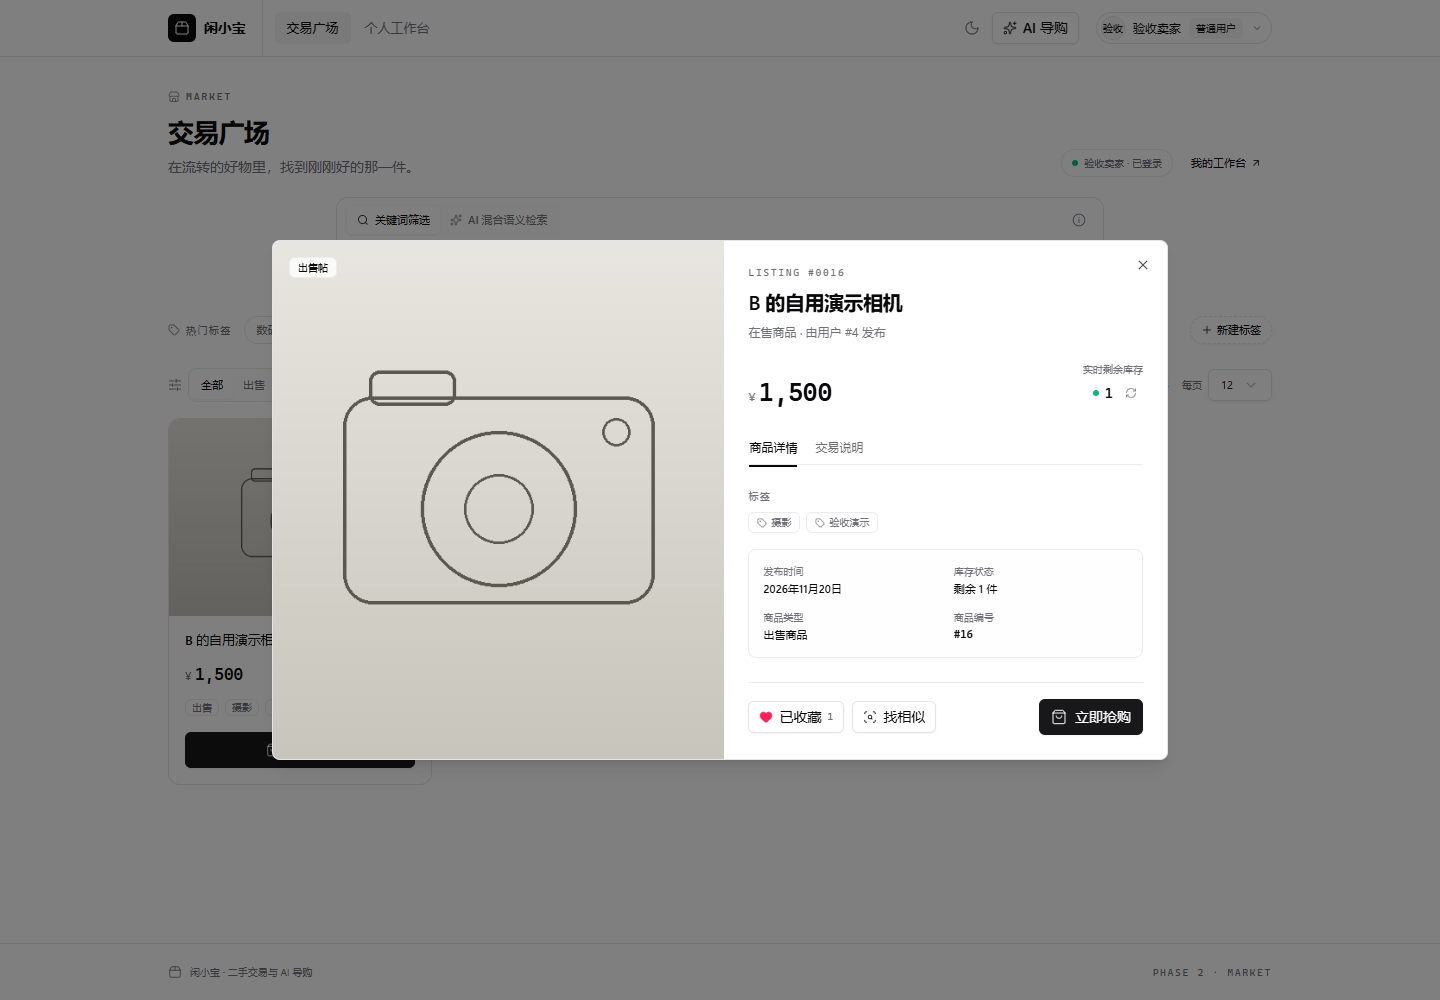 闲小宝
交易广场
个人工作台
AI 导购
验收
验收卖家
普通用户
MARKET
交易广场
在流转的好物里，找到刚刚好的那一件。
验收卖家 · 已登录
我的工作台
关键词筛选
AI 混合语义检索
热门标签
新建标签
全部
出售
每页
12
B 的自用演示相
¥ 1,500
出售
摄影
出售帖
LISTING #0016
B 的自用演示相机
在售商品 · 由用户 #4 发布
¥ 1,500
实时剩余库存
1
商品详情
交易说明
标签
摄影
验收演示
发布时间
2026年11月20日
库存状态
剩余 1 件
商品类型
出售商品
商品编号
#16
已收藏 1
找相似
立即抢购
闲小宝 · 二手交易与 AI 导购
PHASE 2 · MARKET